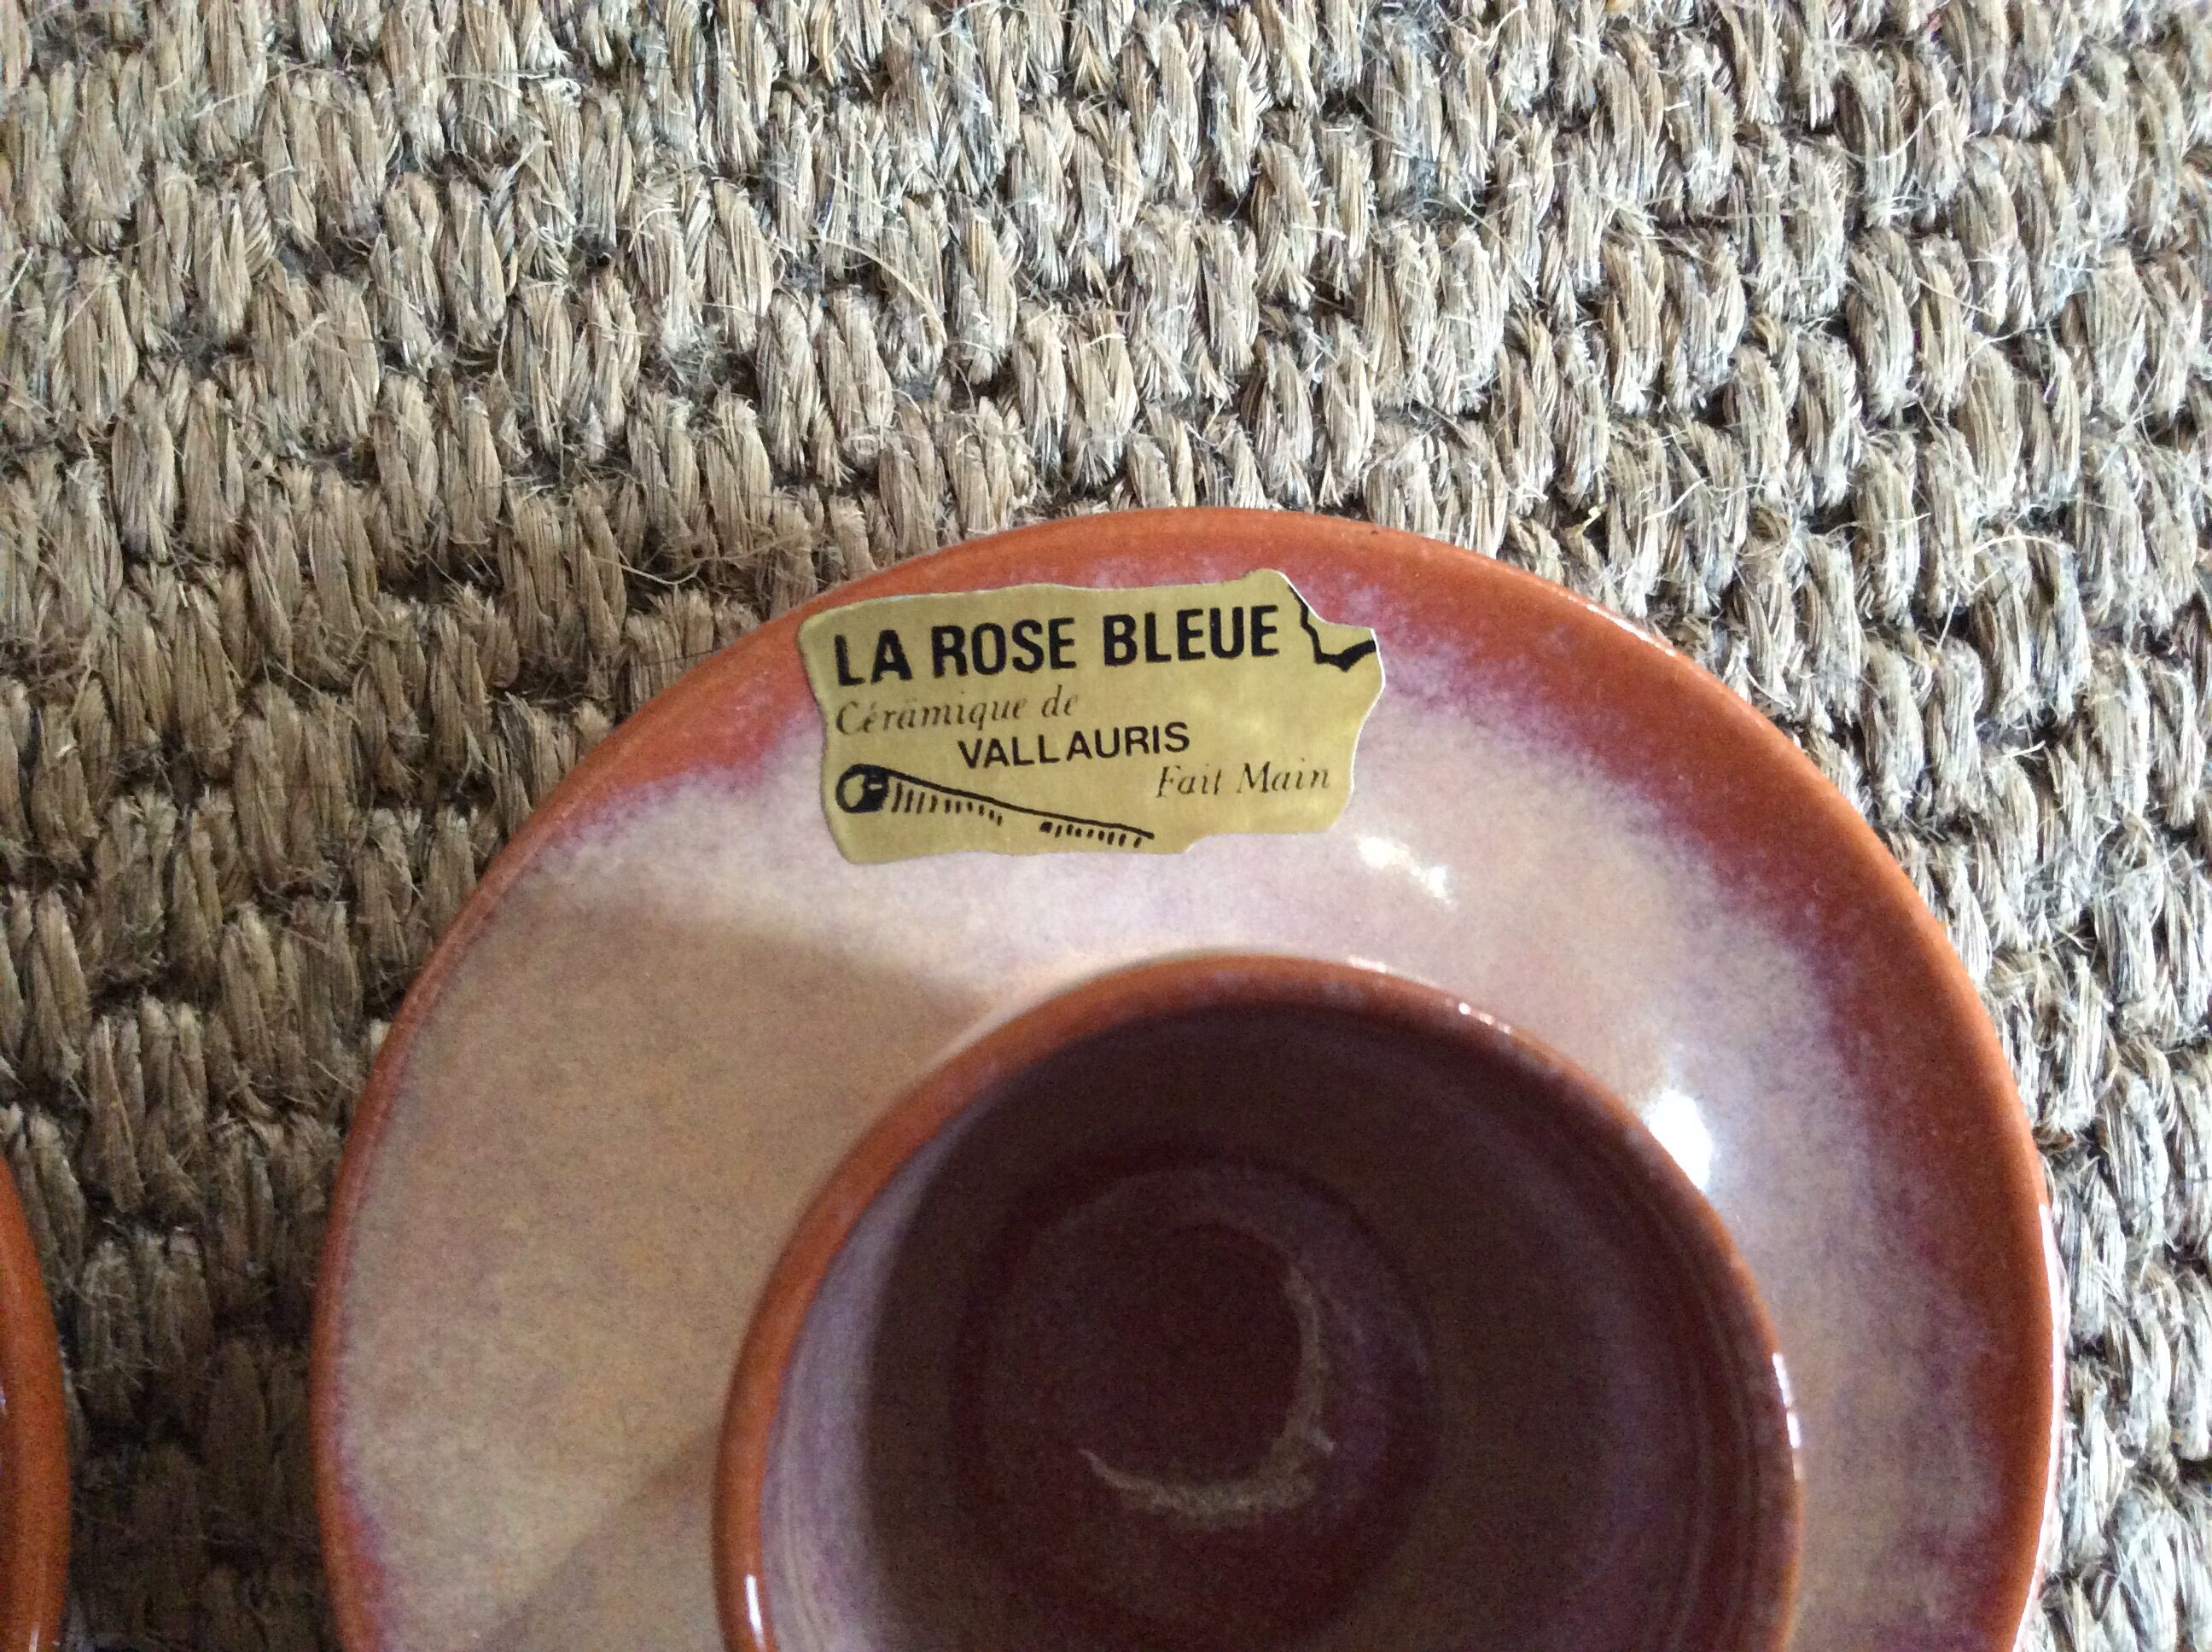 LA ROSE BLEUE
Céramique de
VALLAURIS
Fait Main